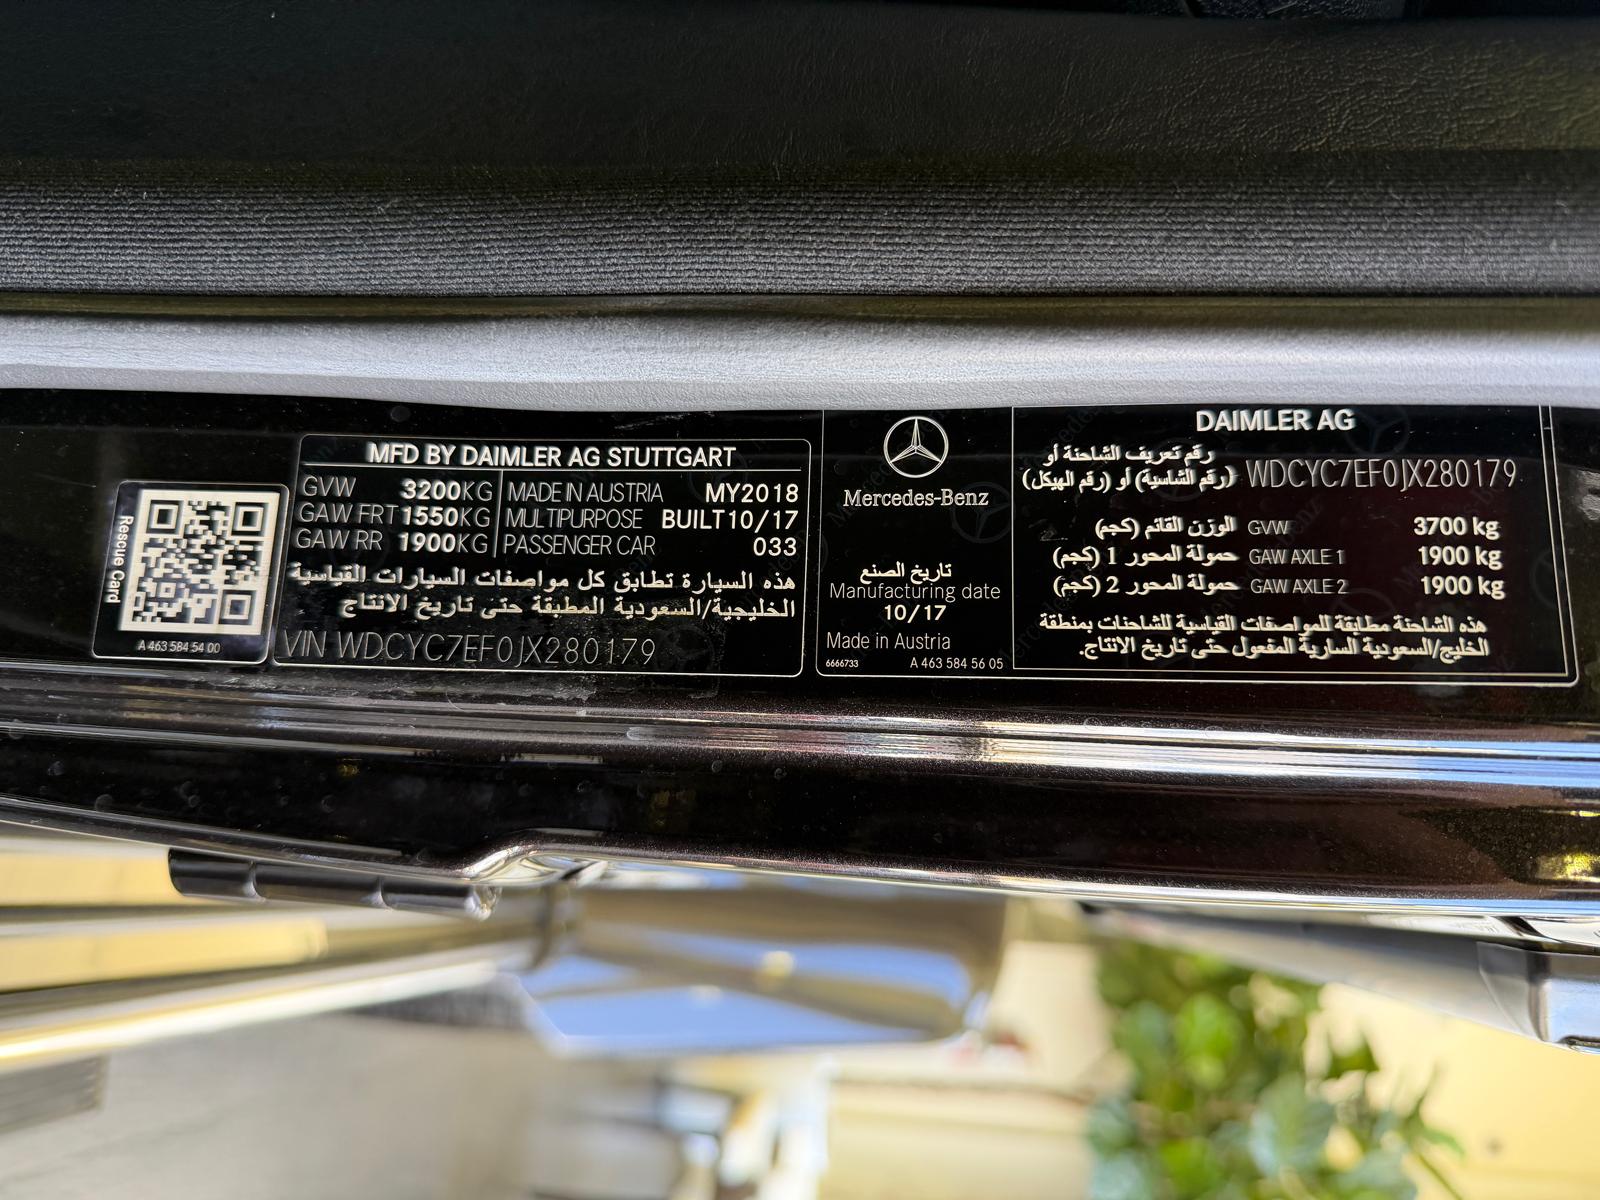 Rescue Card
A 463 584 54 00
MFD BY DAIMLER AG STUTTGART
GVW 3200KG MADE IN AUSTRIA MY2018
GAW FRT 1550KG MULTIPURPOSE BUILT10/17
GAW RR 1900KG PASSENGER CAR 033
هذه السيارة تطابق كل مواصفات السيارات القياسية
الخليجية/السعودية المطبقة حتى تاريخ الانتاج
VIN WDCYC7EF0JX280179
Mercedes-Benz
تاريخ الصنع
Manufacturing date
10/17
Made in Austria
6666733 A 463 584 56 05
DAIMLER AG
رقم تعريف الشاحنة أو
(رقم الشاسية) أو (رقم الهيكل) WDCYC7EF0JX280179
الوزن القائم (كجم) GVW 3700 kg
حمولة المحور 1 (كجم) GAW AXLE 1 1900 kg
حمولة المحور 2 (كجم) GAW AXLE 2 1900 kg
هذه الشاحنة مطابقة للمواصفات القياسية للشاحنات بمنطقة
الخليج/السعودية السارية المفعول حتى تاريخ الانتاج.